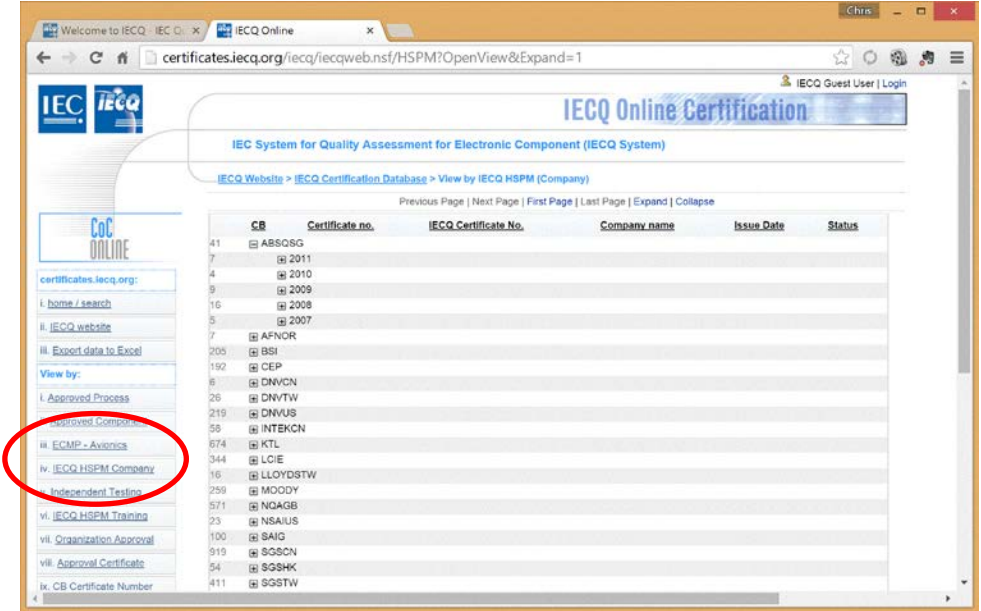 Chris
Welcome to IECQ - IEC Qu
IECQ Online
certificates.iecq.org/iecq/iecqweb.nsf/HSPM?OpenView&Expand=1
IECQ Guest User | Login
IEC IECQ
IECQ Online Certification
IEC System for Quality Assessment for Electronic Component (IECQ System)
IECQ Website > IECQ Certification Database > View by IECQ HSPM (Company)
Previous Page | Next Page | First Page | Last Page | Expand | Collapse
CoC
ONLINE
certificates.iecq.org:
i. home / search
ii. IECQ website
iii. Export data to Excel
View by:
i. Approved Process
Approved Component
iii. ECMP - Avionics
iv. IECQ HSPM Company
Independent Testing
vi. IECQ HSPM Training
vii. Organization Approval
viii. Approval Certificate
ix. CB Certificate Number
CB Certificate no. IECQ Certificate No. Company name Issue Date Status
41 ABSQSG
7 2011
4 2010
9 2009
16 2008
5 2007
7 AFNOR
205 BSI
192 CEP
6 DNVCN
26 DNVTW
219 DNVUS
58 INTEKCN
674 KTL
344 LCIE
16 LLOYDSTW
259 MOODY
571 NQAGB
23 NSAIUS
100 SAIG
919 SGSCN
54 SGSHK
411 SGSTW